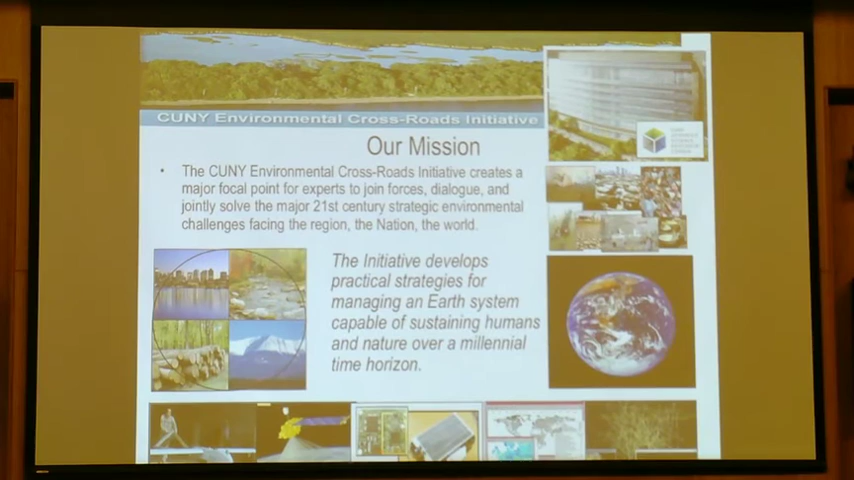 CUNY Environmental Cross-Roads Initiative
Our Mission
• The CUNY Environmental Cross-Roads Initiative creates a
major focal point for experts to join forces, dialogue, and
jointly solve the major 21st century strategic environmental
challenges facing the region, the Nation, the world.
The Initiative develops
practical strategies for
managing an Earth system
capable of sustaining humans
and nature over a millennial
time horizon.